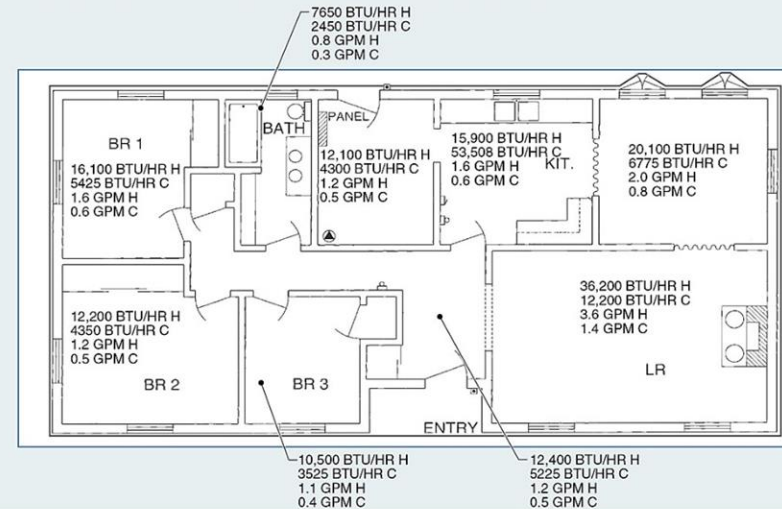 7650 BTU/HR H
2450 BTU/HR C
0.8 GPM H
0.3 GPM C
BR 1
16,100 BTU/HR H
5425 BTU/HR C
1.6 GPM H
0.6 GPM C
BATH
PANEL
12,100 BTU/HR H
4300 BTU/HR C
1.2 GPM H
0.5 GPM C
15,900 BTU/HR H
53,508 BTU/HR C
1.6 GPM H
0.6 GPM C
KIT.
20,100 BTU/HR H
6775 BTU/HR C
2.0 GPM H
0.8 GPM C
12,200 BTU/HR H
4350 BTU/HR C
1.2 GPM H
0.5 GPM C
BR 2
BR 3
36,200 BTU/HR H
12,200 BTU/HR C
3.6 GPM H
1.4 GPM C
LR
ENTRY
10,500 BTU/HR H
3525 BTU/HR C
1.1 GPM H
0.4 GPM C
12,400 BTU/HR H
5225 BTU/HR C
1.2 GPM H
0.5 GPM C